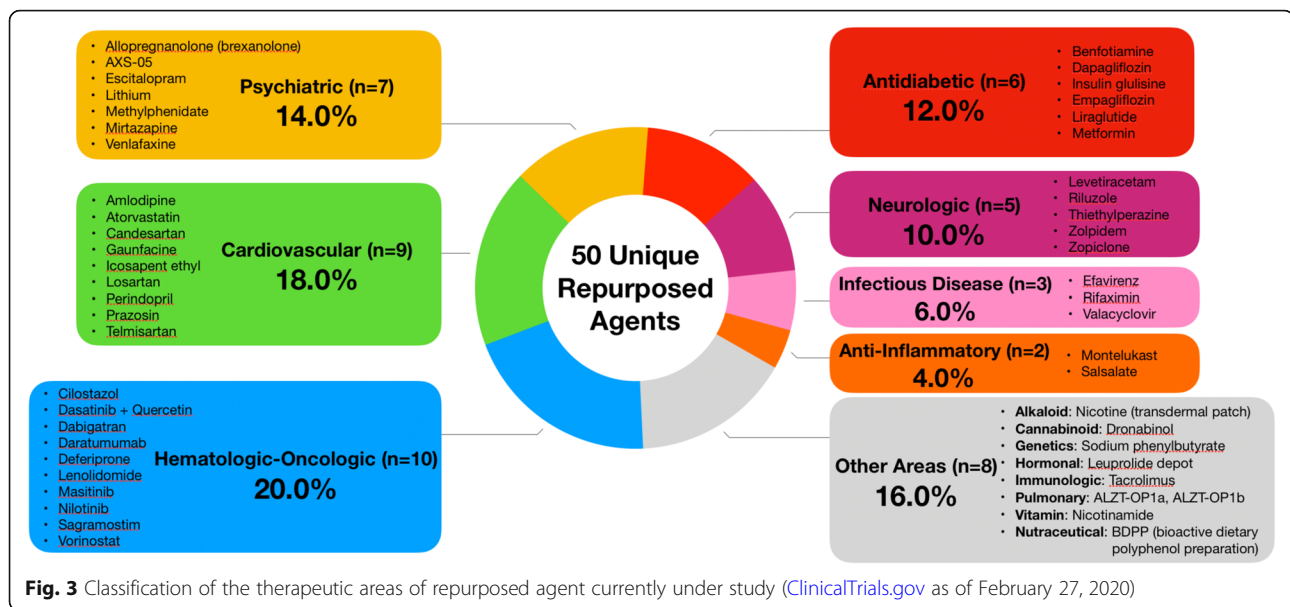 • Allopregnanolone (brexanolone)
• AXS-05
• Escitalopram
• Lithium
• Methylphenidate
• Mirtazapine
• Venlafaxine
Psychiatric (n=7)
14.0%
• Amlodipine
• Atorvastatin
• Candesartan
• Gaunfacine
• Icosapent ethyl
• Losartan
• Perindopril
• Prazosin
• Telmisartan
Cardiovascular (n=9)
18.0%
• Cilostazol
• Dasatinib + Quercetin
• Dabigatran
• Daratumumab
• Deferiprone
• Lenolidomide
• Masitinib
• Nilotinib
• Sagramostim
• Vorinostat
Hematologic-Oncologic (n=10)
20.0%
50 Unique
Repurposed
Agents
Antidiabetic (n=6)
12.0%
• Benfotiamine
• Dapagliflozin
• Insulin glulisine
• Empagliflozin
• Liraglutide
• Metformin
Neurologic (n=5)
10.0%
• Levetiracetam
• Riluzole
• Thiethylperazine
• Zolpidem
• Zopiclone
Infectious Disease (n=3)
6.0%
• Efavirenz
• Rifaximin
• Valacyclovir
Anti-Inflammatory (n=2)
4.0%
• Montelukast
• Salsalate
Other Areas (n=8)
16.0%
• Alkaloid: Nicotine (transdermal patch)
• Cannabinoid: Dronabinol
• Genetics: Sodium phenylbutyrate
• Hormonal: Leuprolide depot
• Immunologic: Tacrolimus
• Pulmonary: ALZT-OP1a, ALZT-OP1b
• Vitamin: Nicotinamide
• Nutraceutical: BDPP (bioactive dietary
polyphenol preparation)
Fig. 3 Classification of the therapeutic areas of repurposed agent currently under study (ClinicalTrials.gov as of February 27, 2020)